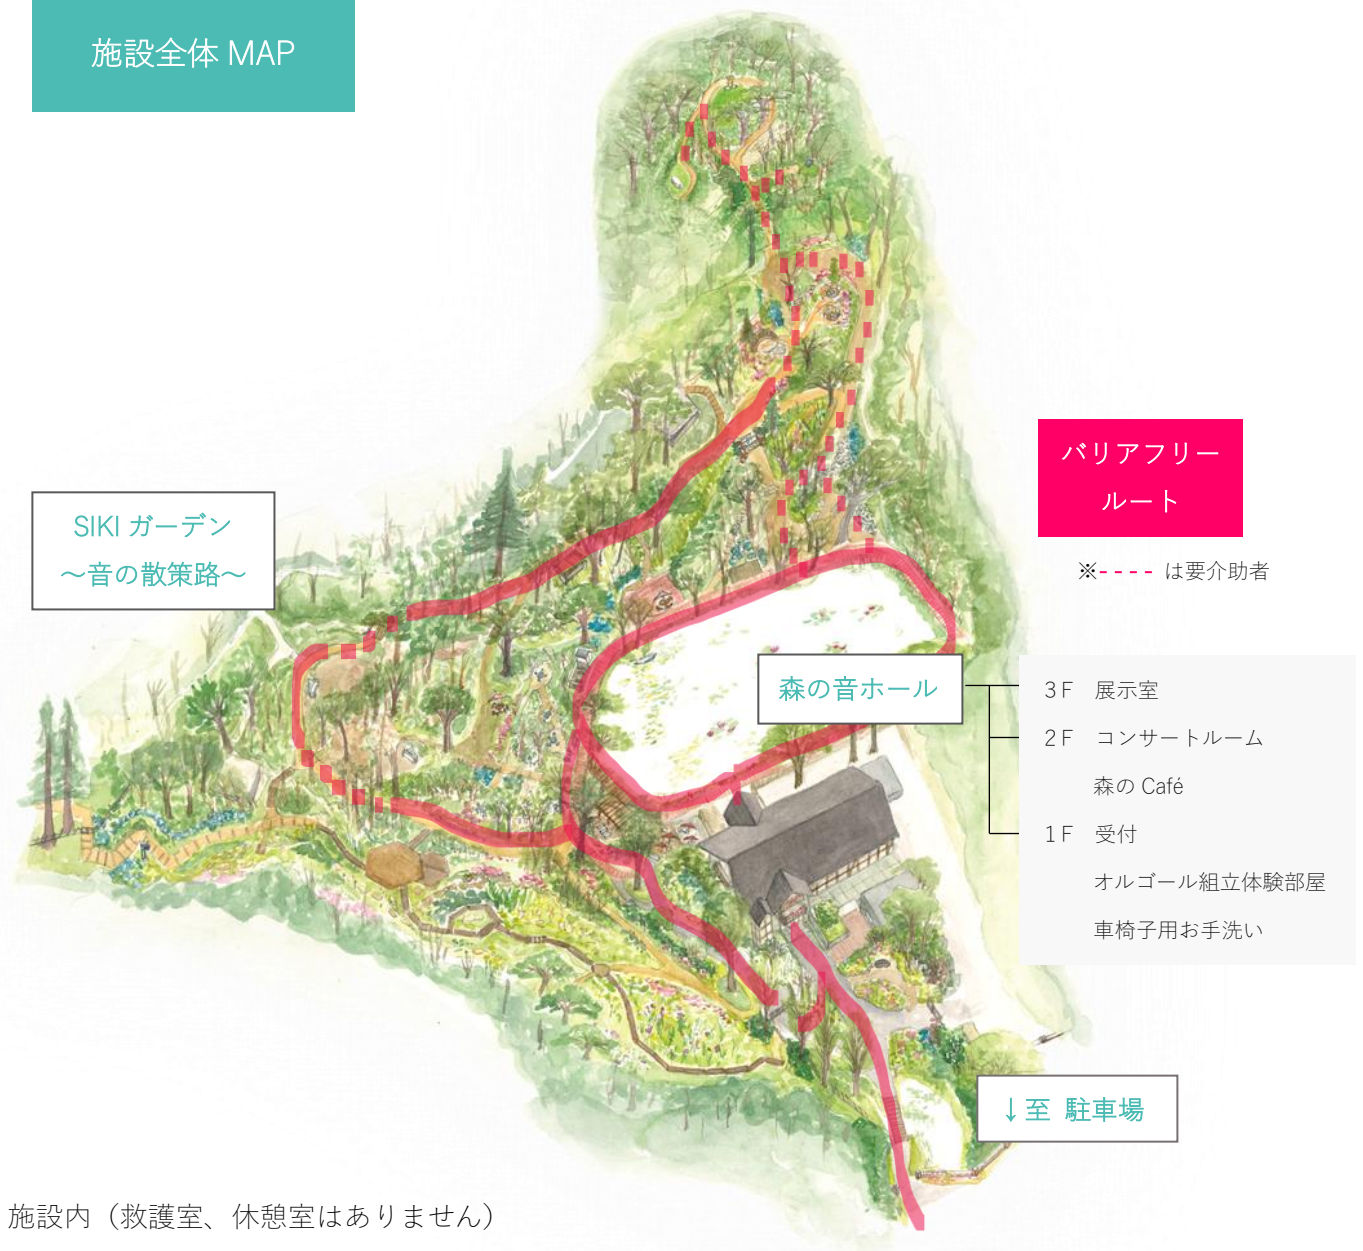 施設全体 MAP
バリアフリー
ルート
※---- は要介助者
SIKI ガーデン
～音の散策路～
森の音ホール
3F 展示室
2F コンサートルーム
森の Café
1F 受付
オルゴール組立体験部屋
車椅子用お手洗い
↓至 駐車場
施設内（救護室、休憩室はありません）